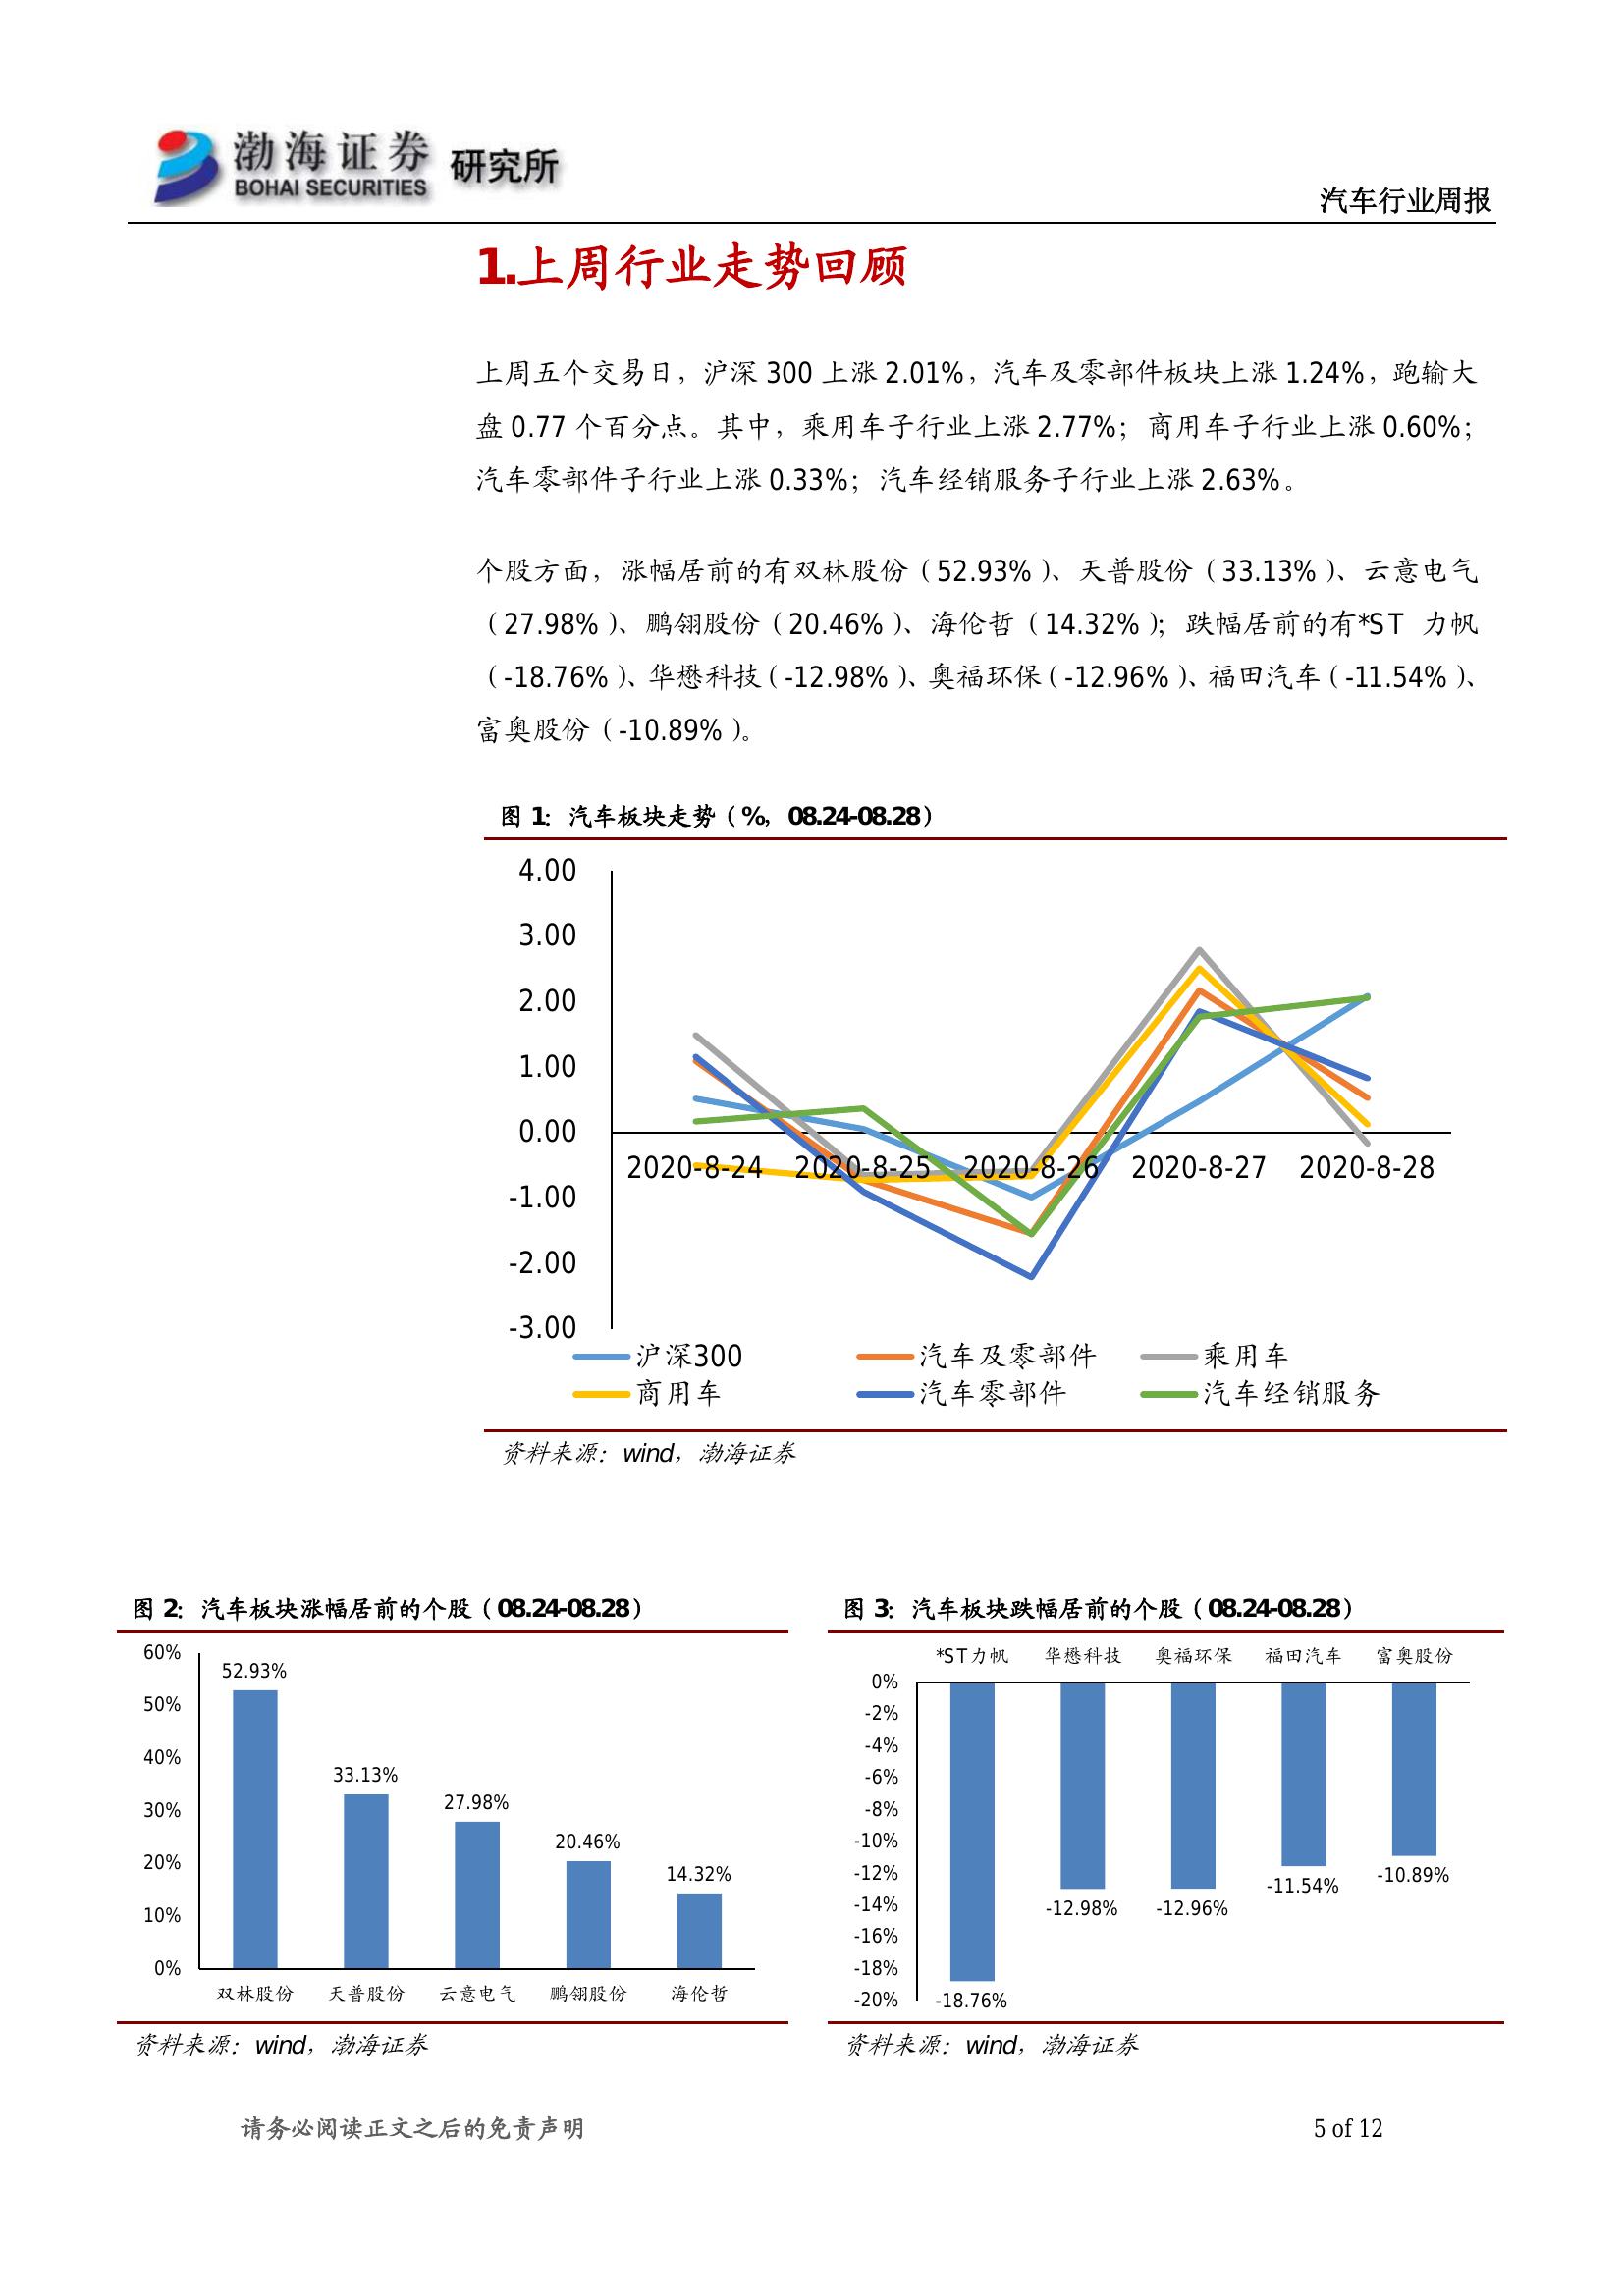 渤海证券
BOHAI SECURITIES
研究所
汽车行业周报
1.上周行业走势回顾
上周五个交易日，沪深 300 上涨 2.01%，汽车及零部件板块上涨 1.24%，跑输大
盘 0.77 个百分点。其中，乘用车子行业上涨 2.77%；商用车子行业上涨 0.60%；
汽车零部件子行业上涨 0.33%；汽车经销服务子行业上涨 2.63%。
个股方面，涨幅居前的有双林股份（52.93%）、天普股份（33.13%）、云意电气
（27.98%）、鹏翎股份（20.46%）、海伦哲（14.32%）；跌幅居前的有*ST 力帆
（-18.76%）、华懋科技（-12.98%）、奥福环保（-12.96%）、福田汽车（-11.54%）、
富奥股份（-10.89%）。
图 1：汽车板块走势（%，08.24-08.28）
4.00
3.00
2.00
1.00
0.00
-1.00
-2.00
-3.00
2020-8-24 2020-8-25 2020-8-26 2020-8-27 2020-8-28
沪深300 汽车及零部件 乘用车
商用车 汽车零部件 汽车经销服务
资料来源：wind，渤海证券
图 2：汽车板块涨幅居前的个股（08.24-08.28）
60%
50%
40%
30%
20%
10%
0%
52.93%
33.13%
27.98%
20.46%
14.32%
双林股份 天普股份 云意电气 鹏翎股份 海伦哲
资料来源：wind，渤海证券
图 3：汽车板块跌幅居前的个股（08.24-08.28）
*ST力帆 华懋科技 奥福环保 福田汽车 富奥股份
0%
-2%
-4%
-6%
-8%
-10%
-12%
-14%
-16%
-18%
-20%
-18.76%
-12.98%
-12.96%
-11.54%
-10.89%
资料来源：wind，渤海证券
请务必阅读正文之后的免责声明
5 of 12